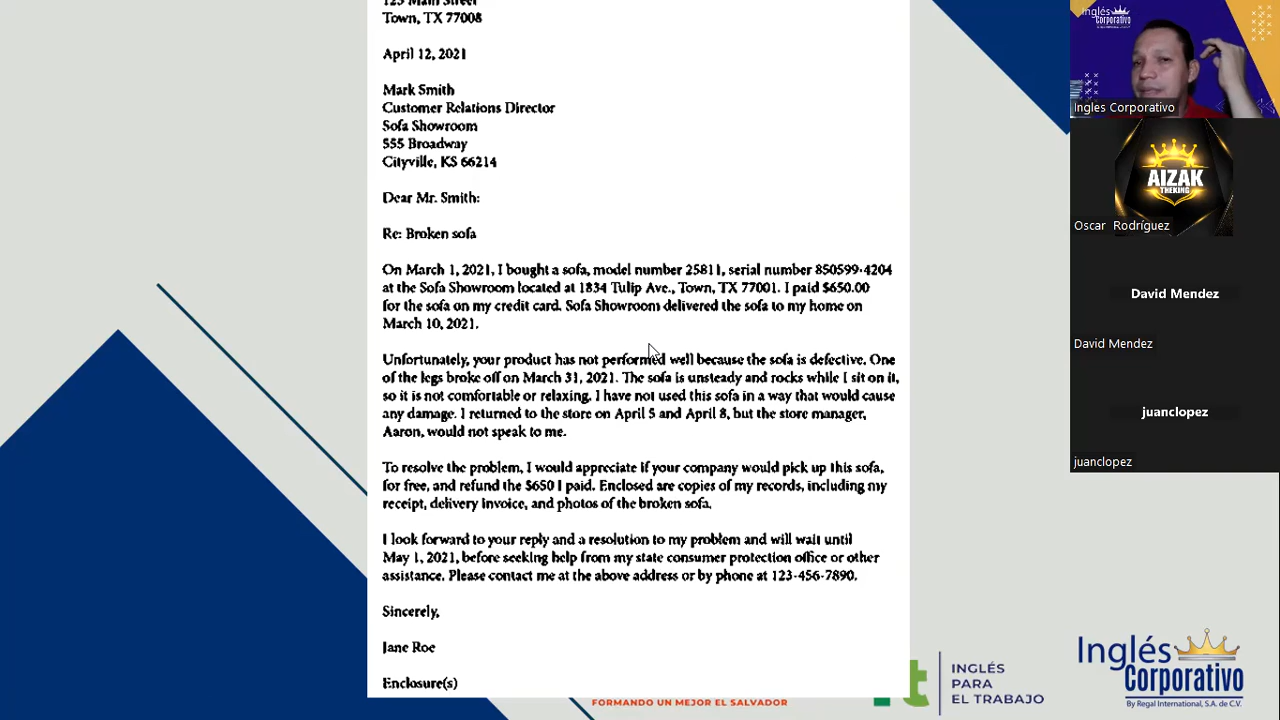 123 Main Street
Town, TX 77008
April 12, 2021
Mark Smith
Customer Relations Director
Sofa Showroom
555 Broadway
Cityville, KS 66214
Dear Mr. Smith:
Re: Broken sofa
On March 1, 2021, I bought a sofa, model number 25811, serial number 850599-4204
at the Sofa Showroom located at 1834 Tulip Ave., Town, TX 77001. I paid $650.00
for the sofa on my credit card. Sofa Showroom delivered the sofa to my home on
March 10, 2021.
Unfortunately, your product has not performed well because the sofa is defective. One
of the legs broke off on March 31, 2021. The sofa is unsteady and rocks while I sit on it,
so it is not comfortable or relaxing. I have not used this sofa in a way that would cause
any damage. I returned to the store on April 5 and April 8, but the store manager,
Aaron, would not speak to me.
To resolve the problem, I would appreciate if your company would pick up this sofa,
for free, and refund the $650 I paid. Enclosed are copies of my records, including my
receipt, delivery invoice, and photos of the broken sofa.
I look forward to your reply and a resolution to my problem and will wait until
May 1, 2021, before seeking help from my state consumer protection office or other
assistance. Please contact me at the above address or by phone at 123-456-7890.
Sincerely,
Jane Roe
Enclosure(s)
FORMANDO UN MEJOR EL SALVADOR
INGLÉS
PARA
EL TRABAJO
Inglés
Corporativo
By Regal International, S.A. de C.V.
Inglés
Corporativo
Ingles Corporativo
AIZAK
THEKING
Oscar Rodríguez
David Mendez
David Mendez
juanclopez
juanclopez